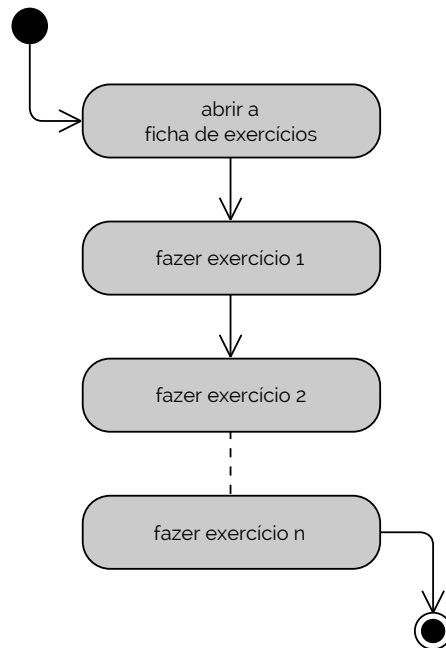 abrir a
ficha de exercícios
fazer exercício 1
fazer exercício 2
fazer exercício n